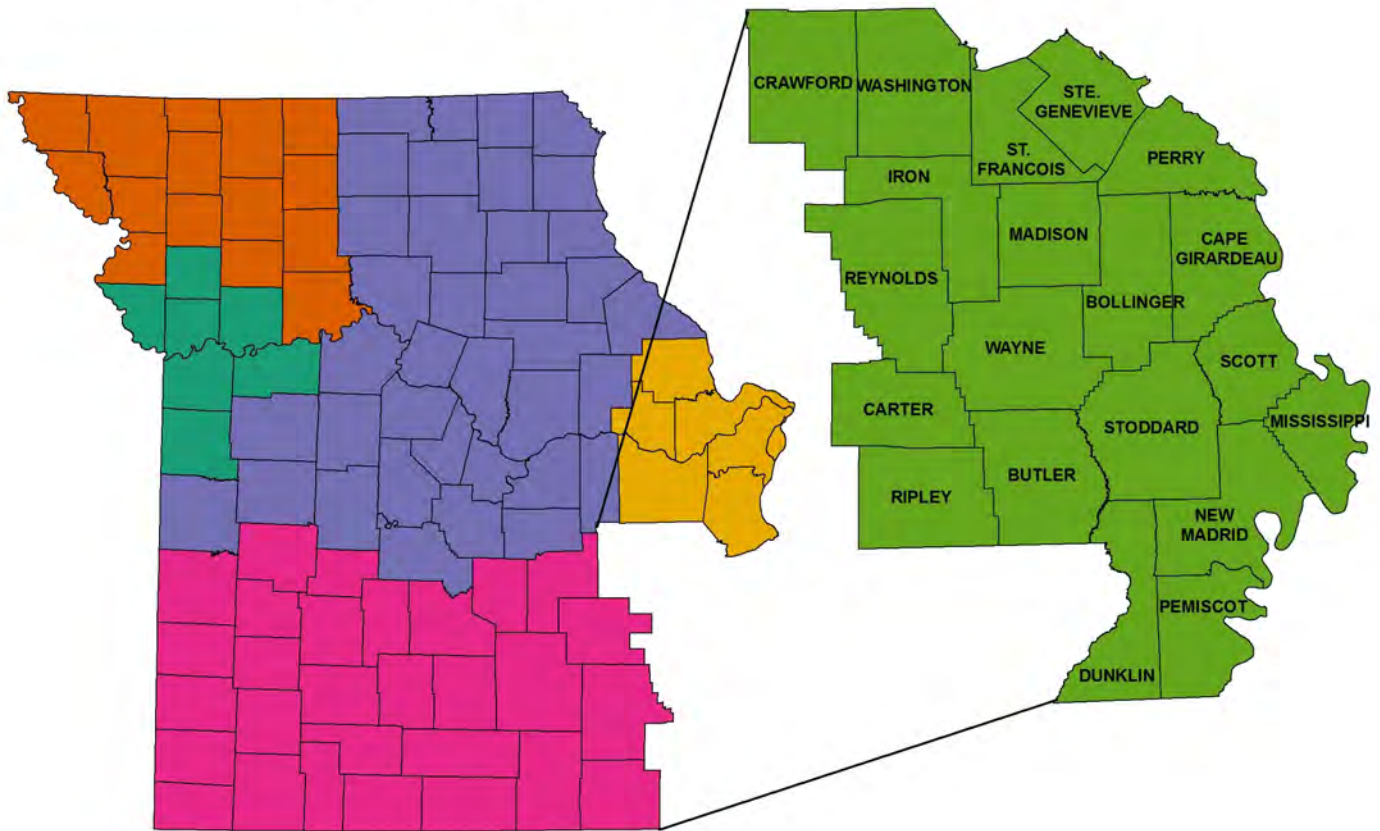 CRAWFORD
WASHINGTON
STE.
GENEVIEVE
ST.
FRANCOIS
PERRY
IRON
MADISON
CAPE
GIRARDEAU
REYNOLDS
BOLLINGER
WAYNE
SCOTT
CARTER
STODDARD
MISSISSIPPI
BUTLER
RIPLEY
NEW
MADRID
PEMISCOT
DUNKLIN